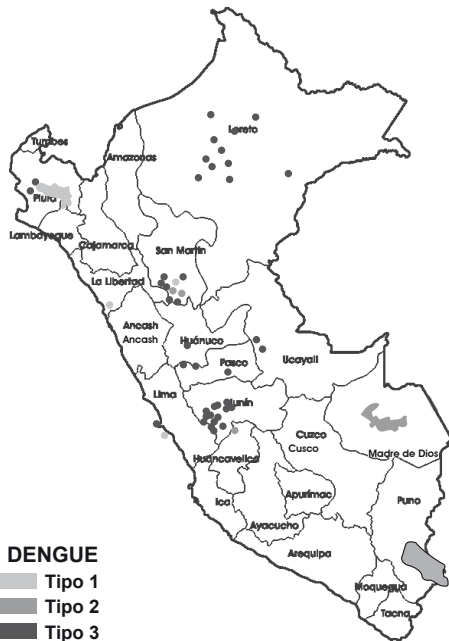 Loreto
Tumbes
Amazonas
Piura
Lambayeque
Cajamarca
San Martín
La Libertad
Ancash
Ancash
Huánuco
Pasco
Ucayali
Lima
Junín
Cuzco
Cusco
Madre de Dios
Huancavelica
Ica
Apurímac
Puno
Ayacucho
Arequipa
Moquegua
Tacna
DENGUE
Tipo 1
Tipo 2
Tipo 3